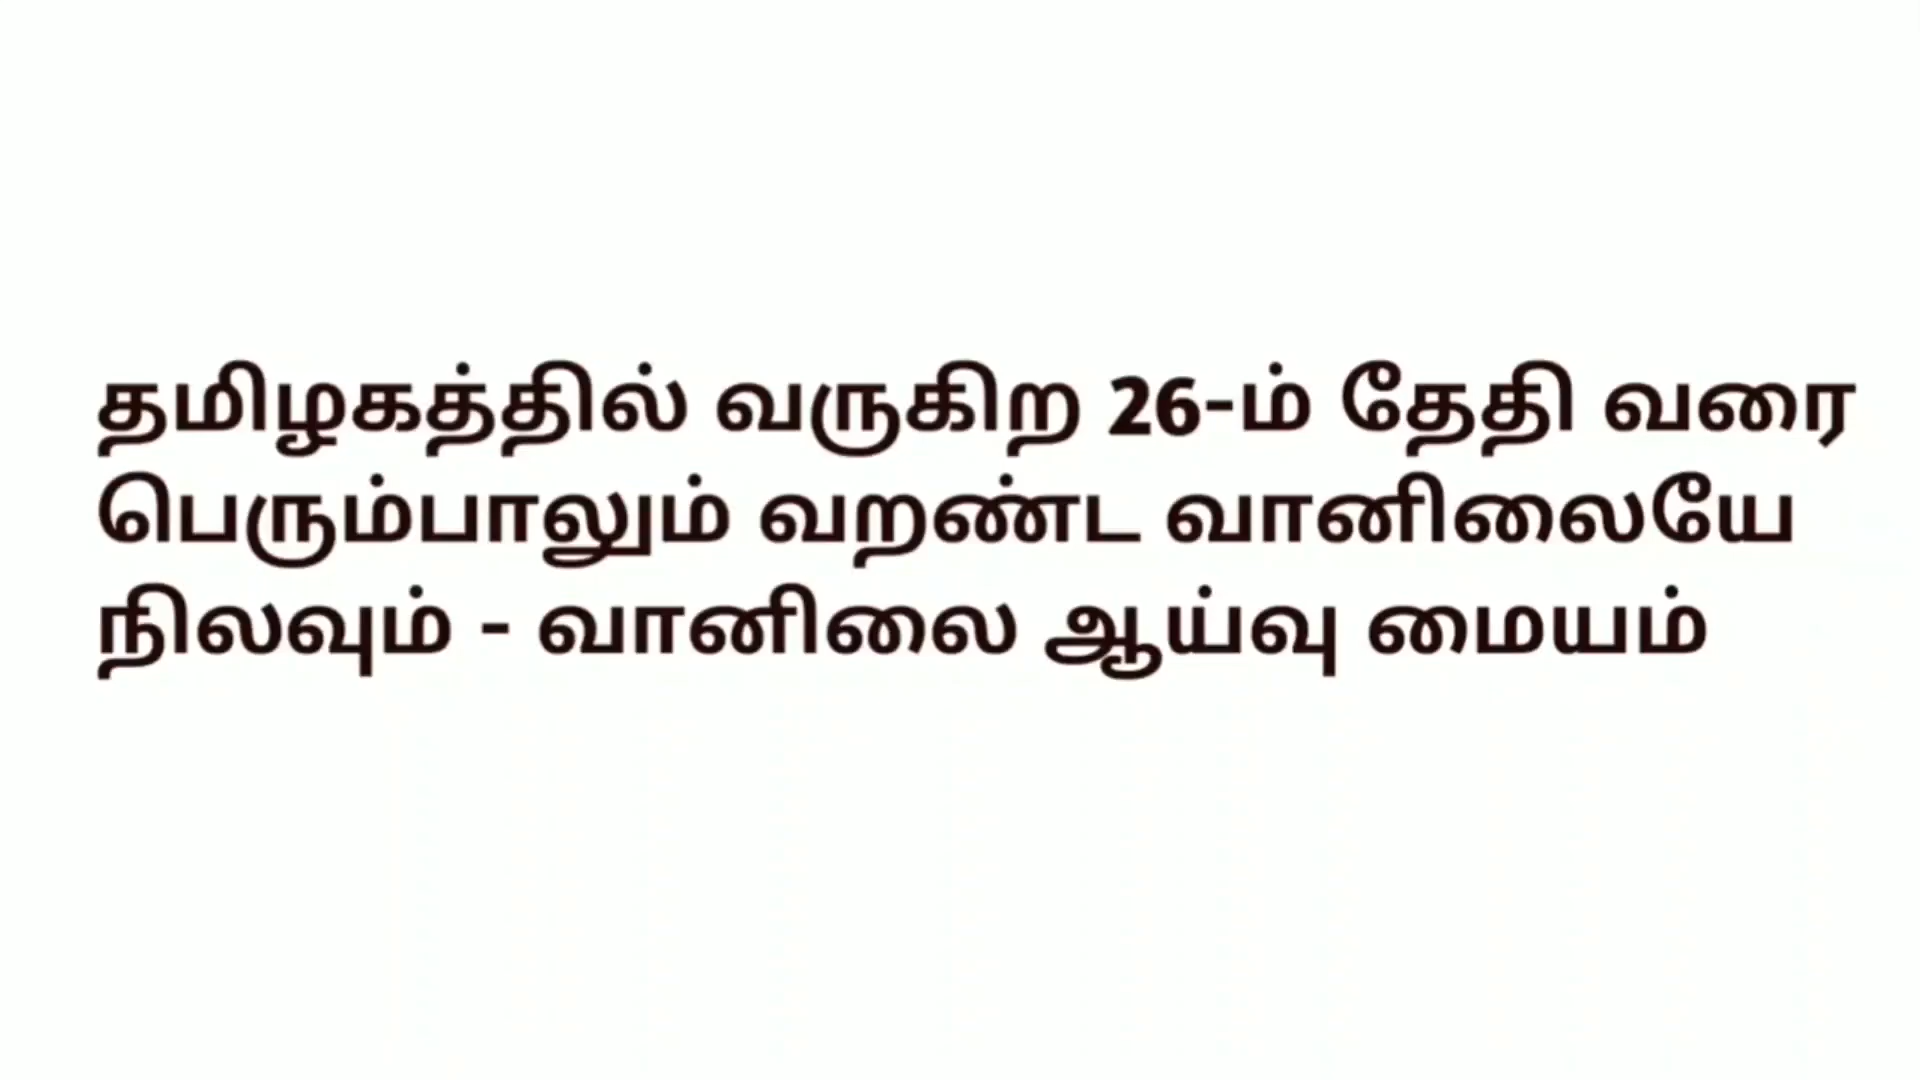 தமிழகத்தில் வருகிற 26-ம் தேதி வரை
பெரும்பாலும் வறண்ட வானிலையே
நிலவும் - வானிலை ஆய்வு மையம்